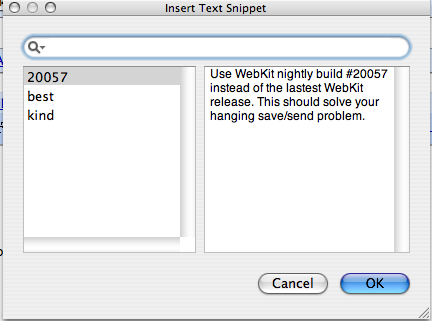 Insert Text Snippet
20057
best
kind
Use WebKit nightly build #20057
instead of the lastest WebKit
release. This should solve your
hanging save/send problem.
Cancel
OK